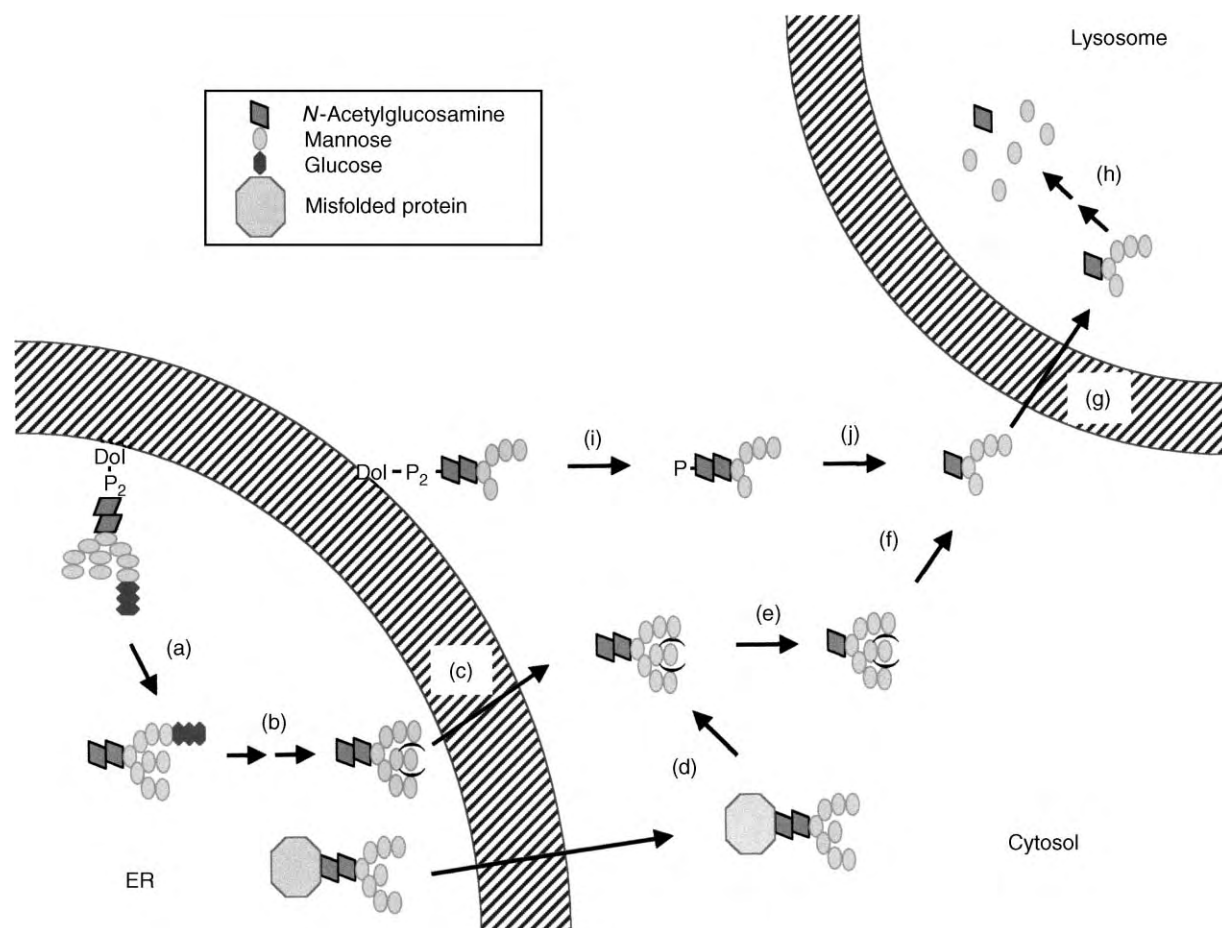 Lysosome
N-Acetylglucosamine
Mannose
Glucose
Misfolded protein
(h)
(g)
Dol
P2
Dol
P2
(i)
P
(j)
(f)
(a)
(c)
(e)
(b)
(d)
ER
Cytosol